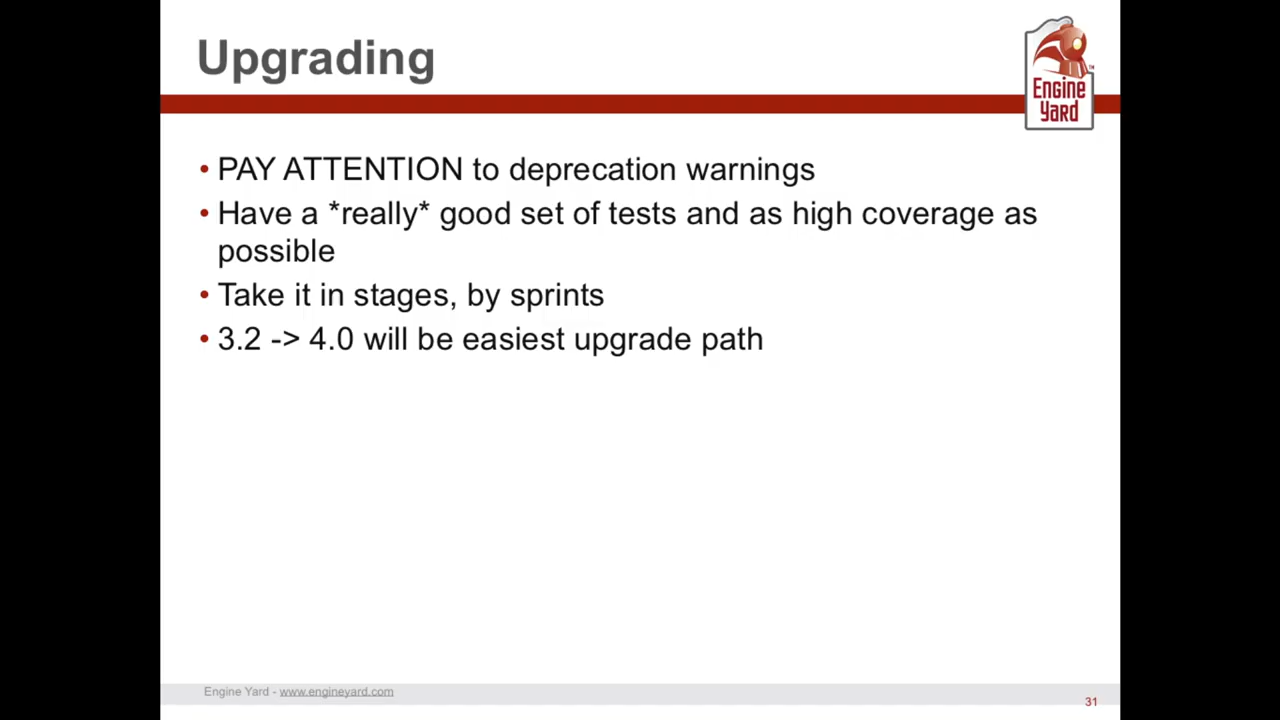 Upgrading
Engine
Yard
™
• PAY ATTENTION to deprecation warnings
• Have a *really* good set of tests and as high coverage as
possible
• Take it in stages, by sprints
• 3.2 -> 4.0 will be easiest upgrade path
Engine Yard - www.engineyard.com
31